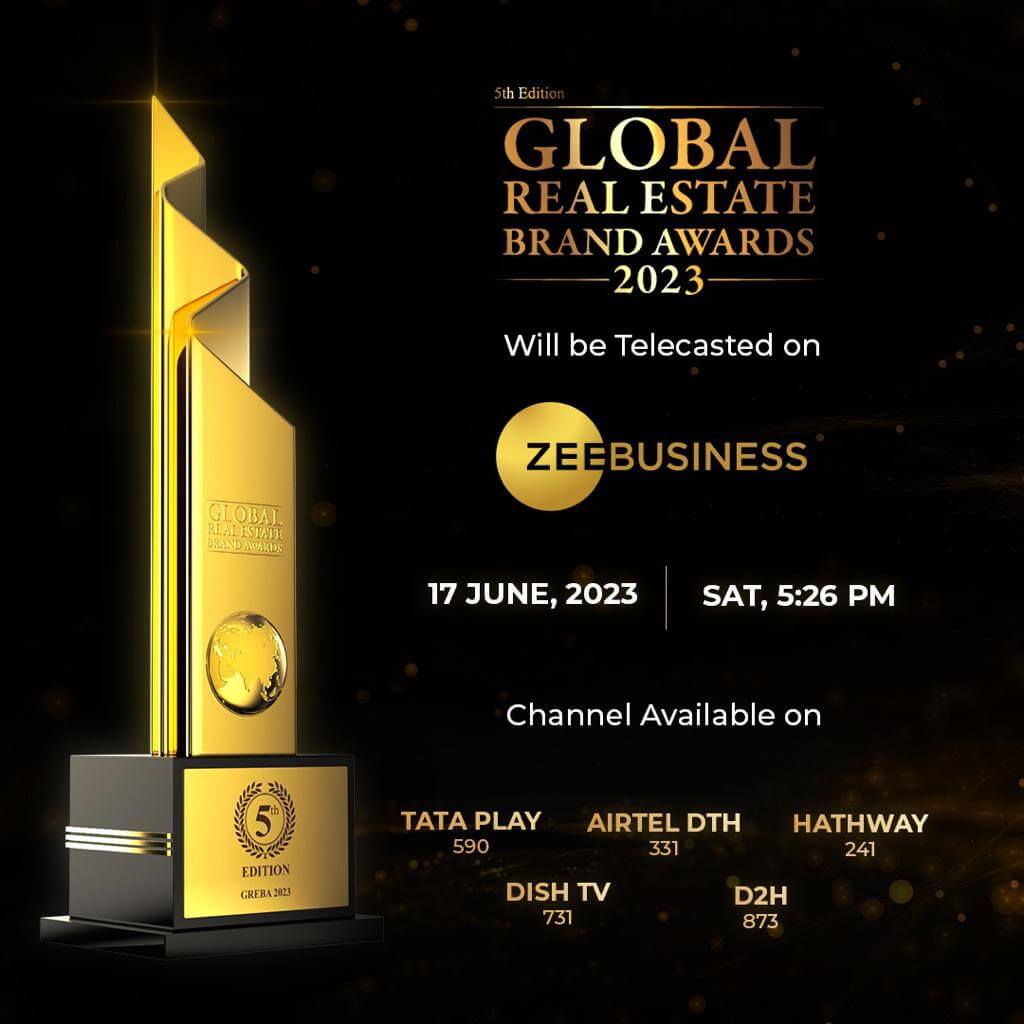 5th Edition
GLOBAL
REAL ESTATE
BRAND AWARDS
2023
Will be Telecasted on
ZEEBUSINESS
17 JUNE, 2023 | SAT, 5:26 PM
Channel Available on
TATA PLAY AIRTEL DTH HATHWAY
590 331 241
DISH TV D2H
731 873
GLOBAL
REAL ESTATE
BRAND AWARDS
5th
EDITION
GREBA 2023